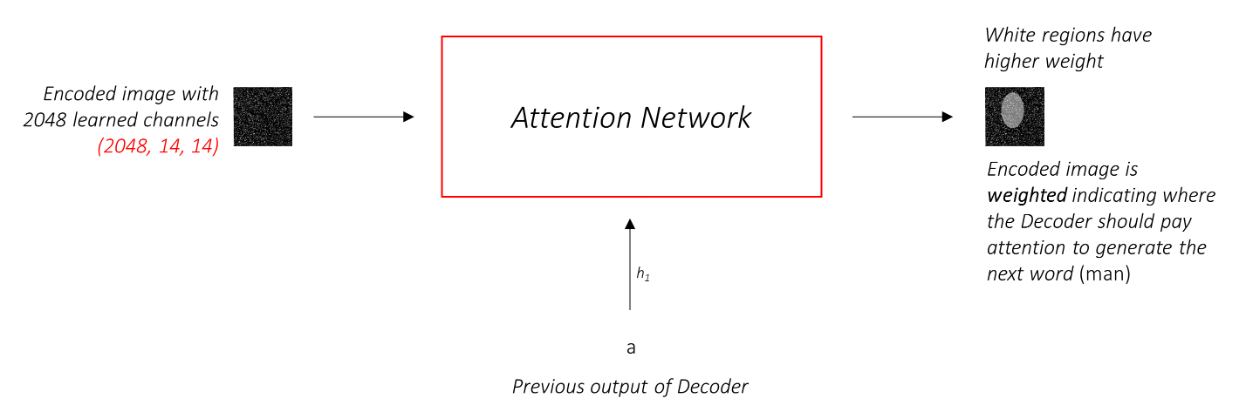 Encoded image with
2048 learned channels
(2048, 14, 14)
Attention Network
h₁
a
Previous output of Decoder
White regions have
higher weight
Encoded image is
weighted indicating where
the Decoder should pay
attention to generate the
next word (man)